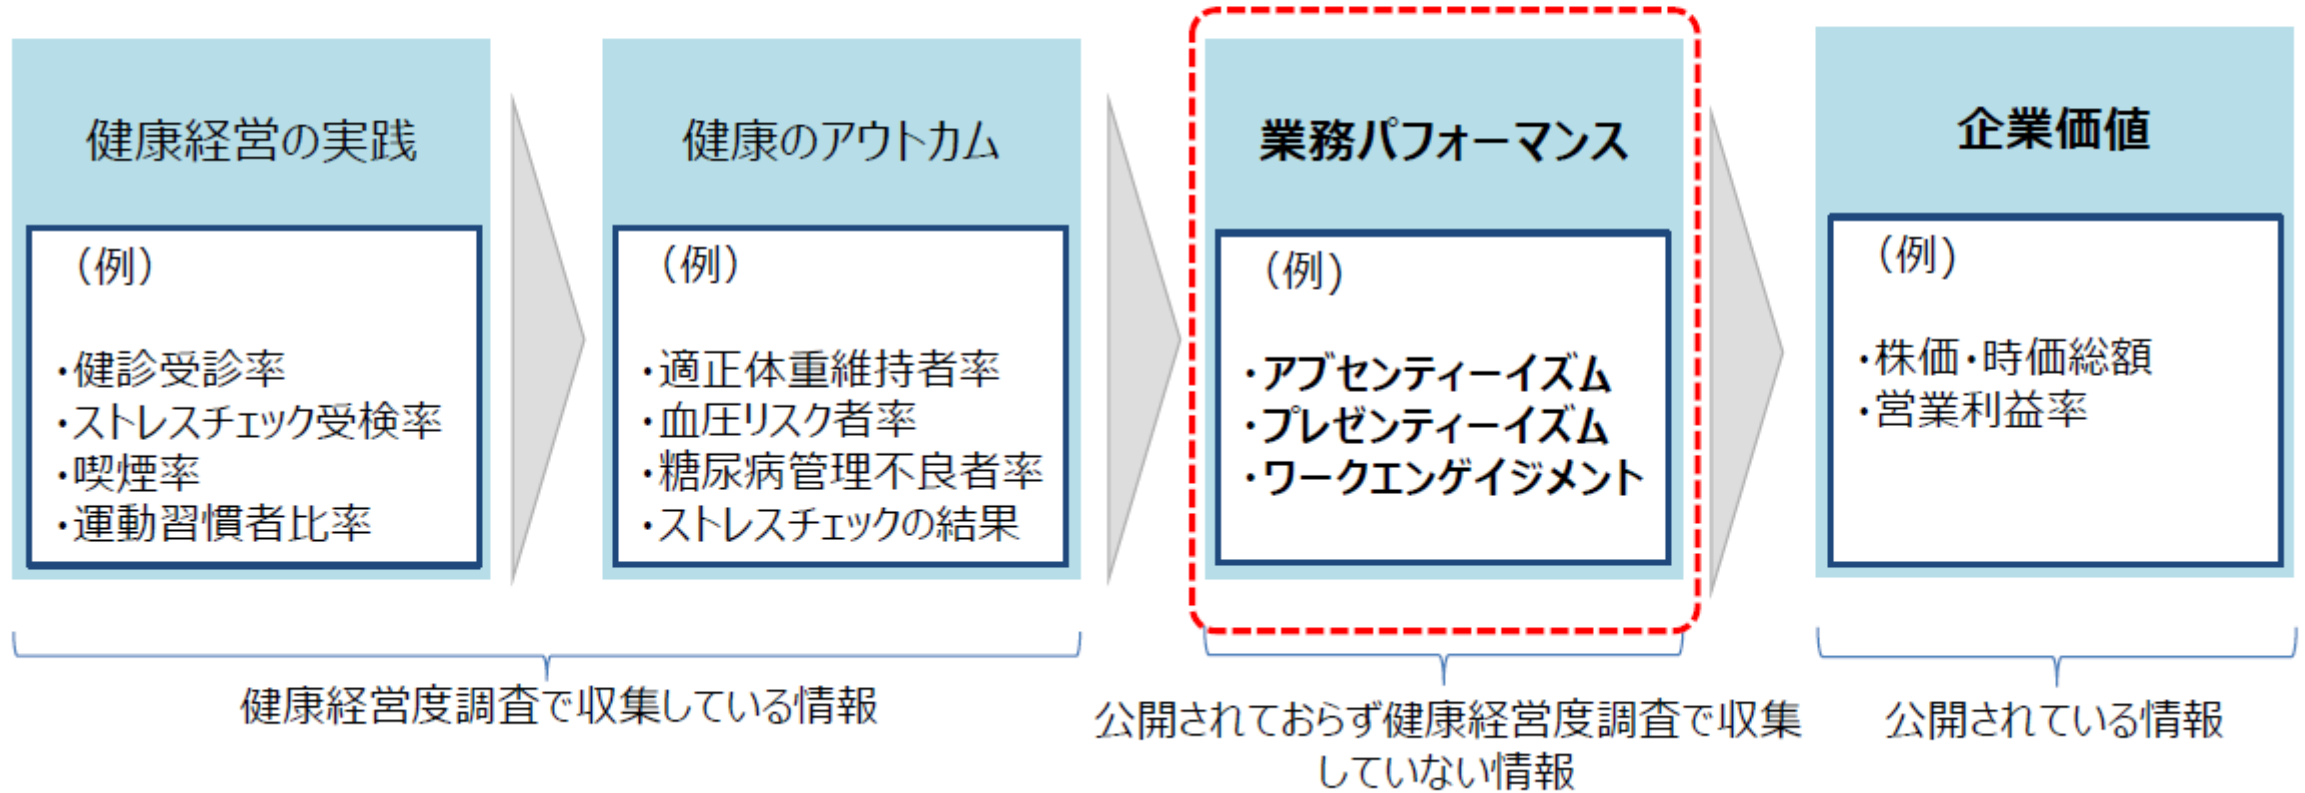 健康経営の実践
（例）
・健診受診率
・ストレスチェック受検率
・喫煙率
・運動習慣者比率
健康のアウトカム
（例）
・適正体重維持者率
・血圧リスク者率
・糖尿病管理不良者率
・ストレスチェックの結果
業務パフォーマンス
（例）
・アブセンティーイズム
・プレゼンティーイズム
・ワークエンゲイジメント
企業価値
（例）
・株価・時価総額
・営業利益率
健康経営度調査で収集している情報
公開されておらず健康経営度調査で収集
していない情報
公開されている情報